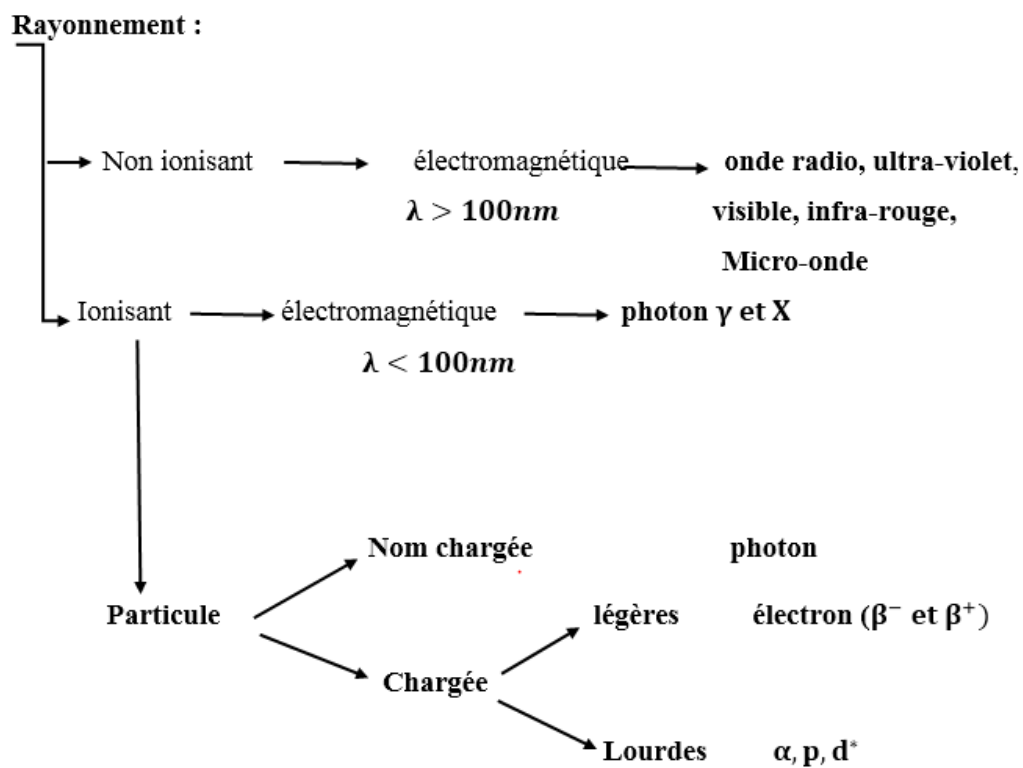 Rayonnement :
Non ionisant électromagnétique onde radio, ultra-violet,
λ > 100nm visible, infra-rouge,
Micro-onde
Ionisant électromagnétique photon γ et X
λ < 100nm
Nom chargée photon
Particule légères électron (β⁻ et β⁺)
Chargée
Lourdes α, p, d*